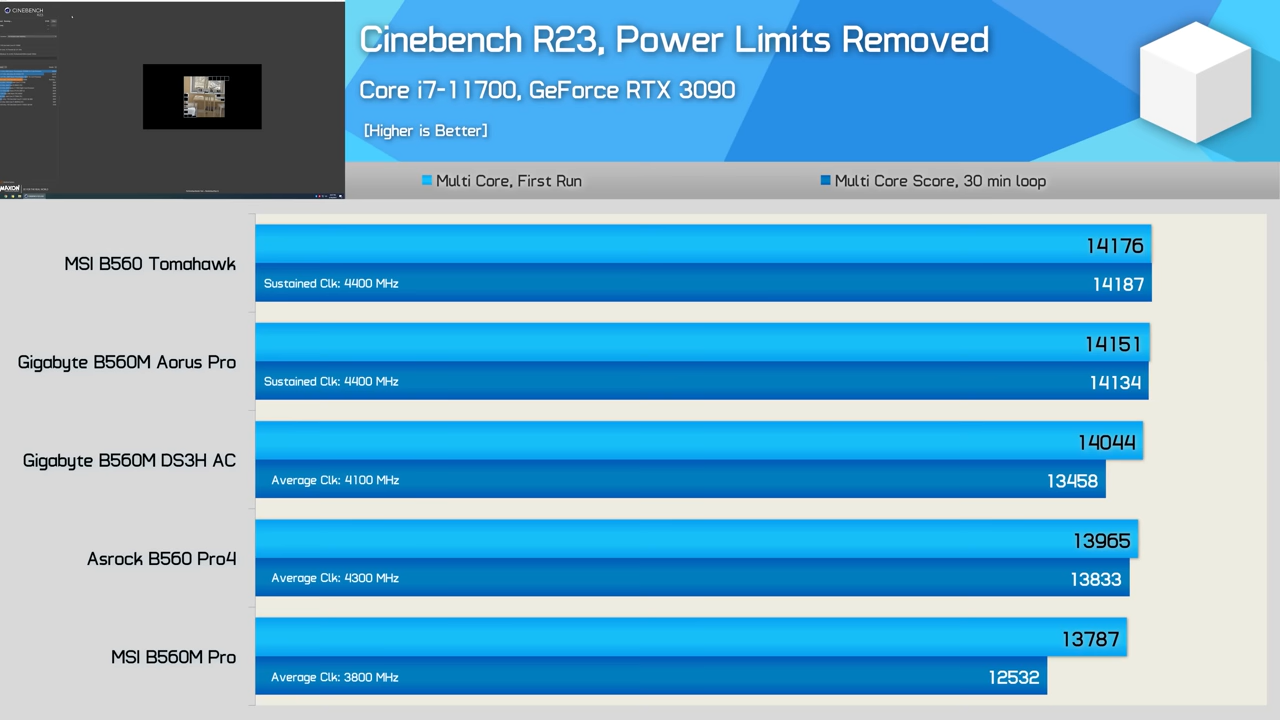 CINEBENCH
Cinebench R23, Power Limits Removed
Core i7-11700, GeForce RTX 3090
[Higher is Better]
MAXON
Multi Core, First Run
Multi Core Score, 30 min loop
MSI B560 Tomahawk
14176
Sustained Clk: 4400 MHz
14187
Gigabyte B560M Aorus Pro
14151
Sustained Clk: 4400 MHz
14134
Gigabyte B560M DS3H AC
14044
Average Clk: 4100 MHz
13458
Asrock B560 Pro4
13965
Average Clk: 4300 MHz
13833
MSI B560M Pro
13787
Average Clk: 3800 MHz
12532